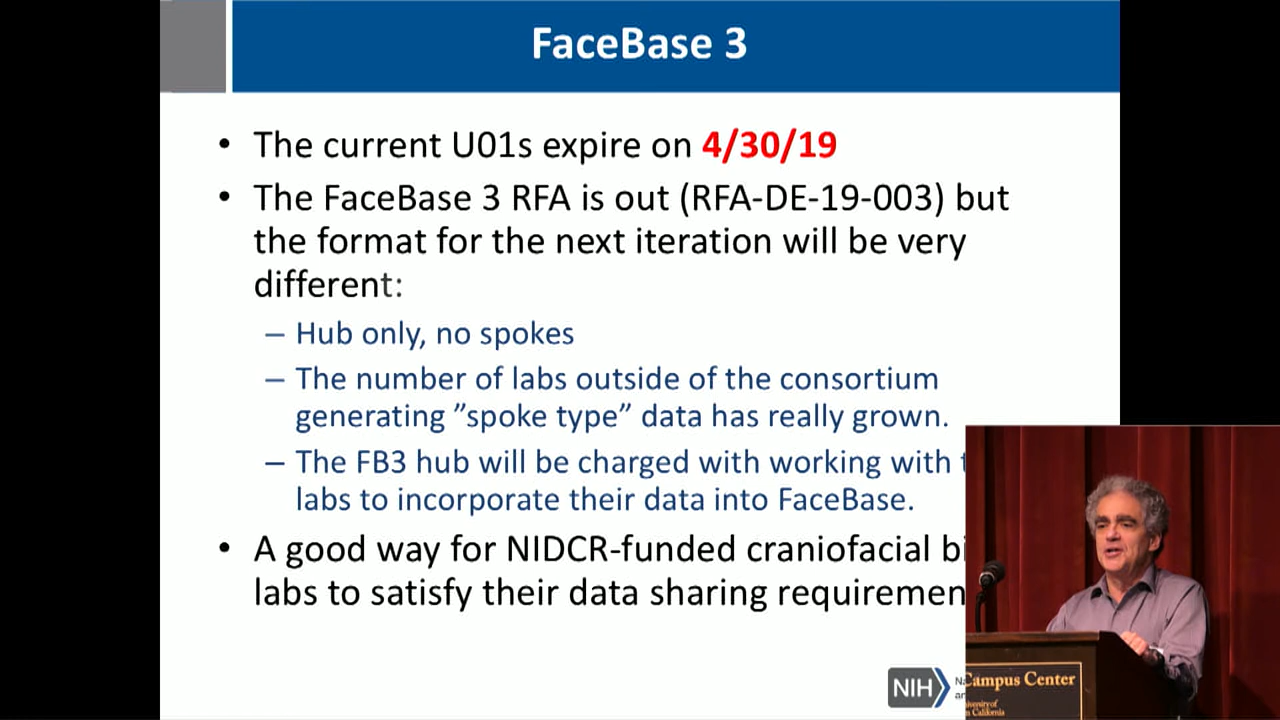 FaceBase 3
• The current U01s expire on 4/30/19
• The FaceBase 3 RFA is out (RFA-DE-19-003) but
the format for the next iteration will be very
different:
– Hub only, no spokes
– The number of labs outside of the consortium
generating ”spoke type” data has really grown.
– The FB3 hub will be charged with working with
labs to incorporate their data into FaceBase.
• A good way for NIDCR-funded craniofacial
labs to satisfy their data sharing
NIH
Campus Center